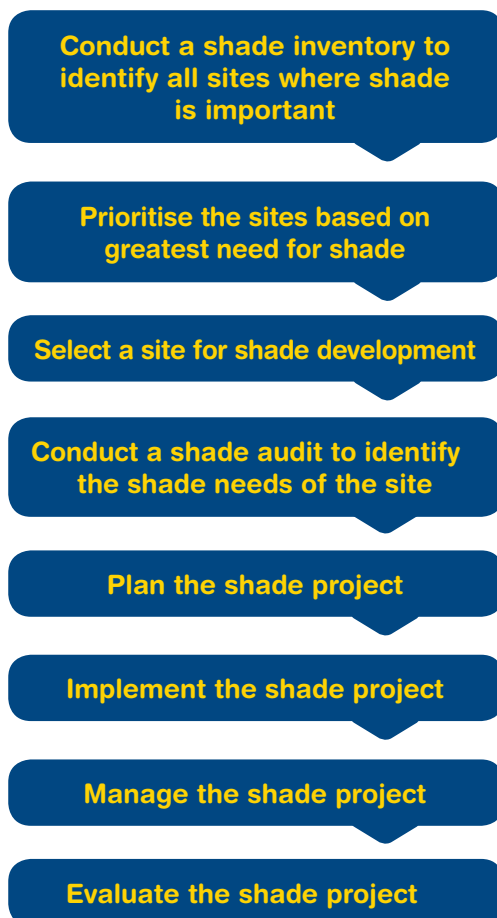 Conduct a shade inventory to
identify all sites where shade
is important
Prioritise the sites based on
greatest need for shade
Select a site for shade development
Conduct a shade audit to identify
the shade needs of the site
Plan the shade project
Implement the shade project
Manage the shade project
Evaluate the shade project